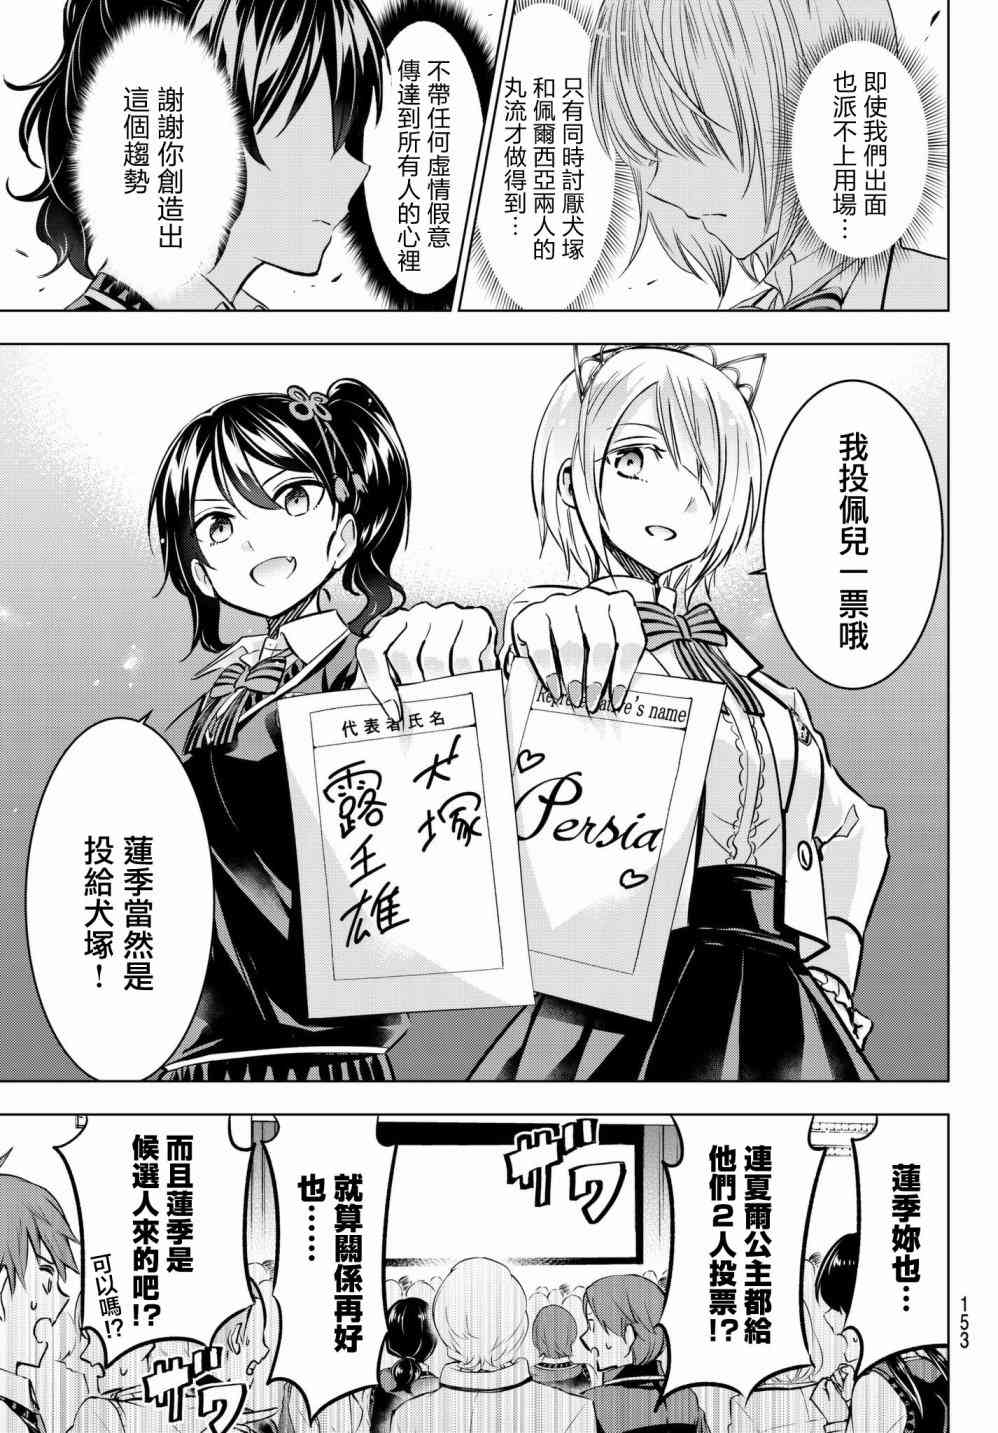 即使我們出面
也派不上用場…
只有同時討厭犬塚
和佩爾西亞兩人的
丸流才做得到…
不帶任何虛情假意
傳達到所有人的心裡
謝謝你創造出
這個趨勢
我投佩兒一票哦
Representative's name
Persia
代表者氏名
犬塚
露壬雄
蓮季當然是
投給犬塚！
蓮季妳也…
連夏爾公主都給
他們2人投票!?
ザワ
就算關係再好
也……
而且蓮季是
候選人來的吧!?
可以嗎!?
ザワ
153